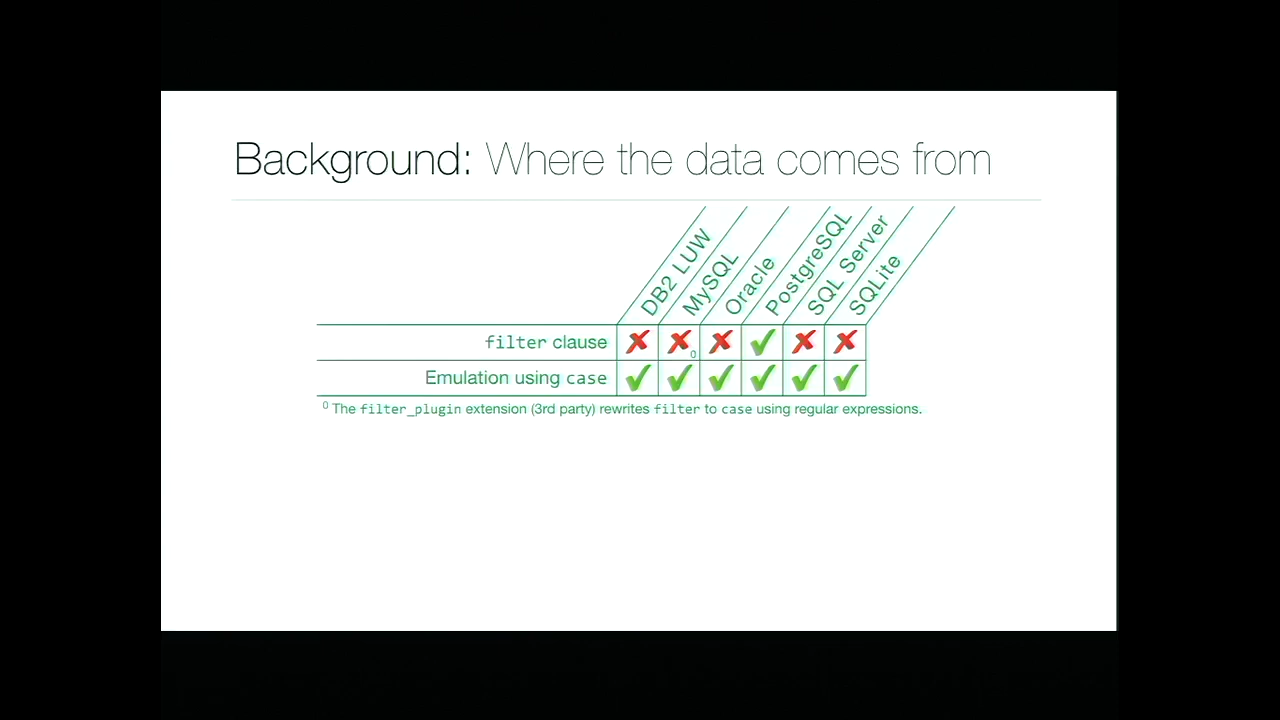 Background: Where the data comes from
DB2 LUW
MySQL
Oracle
PostgreSQL
SQL Server
SQLite
filter clause
0
Emulation using case
0 The filter_plugin extension (3rd party) rewrites filter to case using regular expressions.